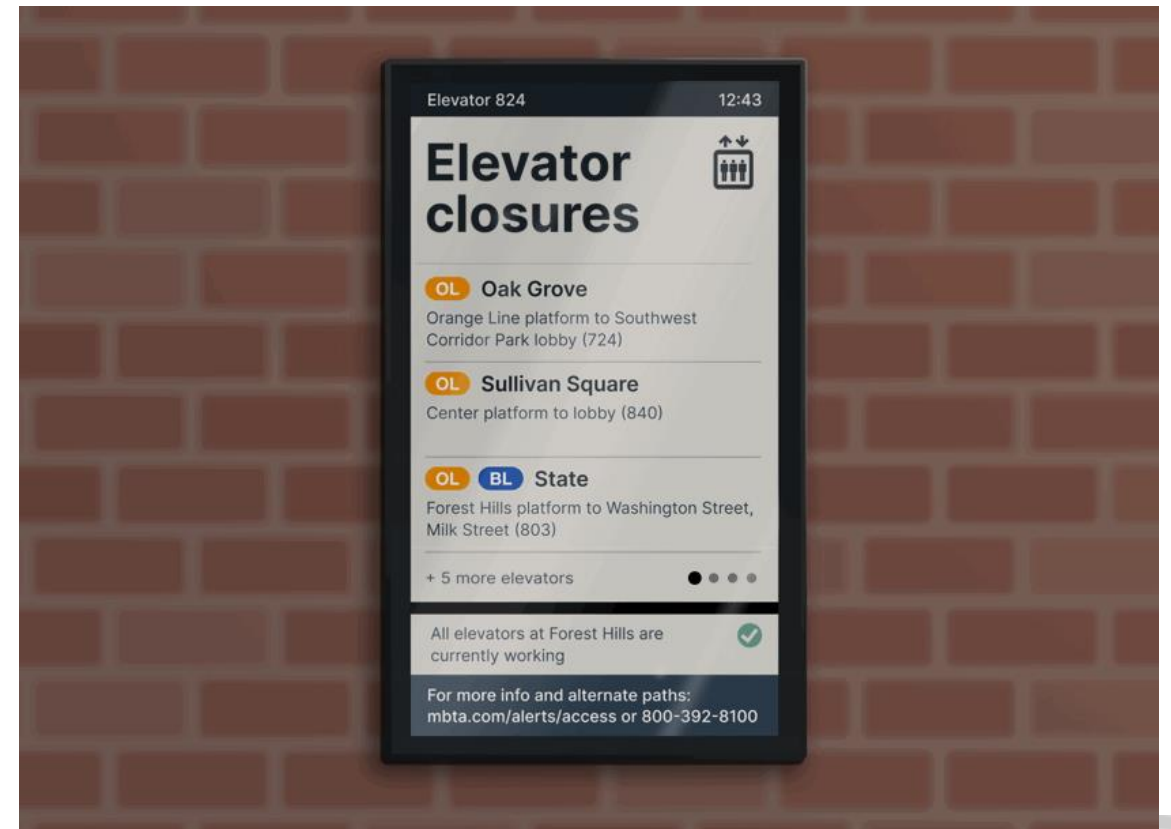 Elevator 824 12:43
Elevator
closures
OL Oak Grove
Orange Line platform to Southwest
Corridor Park lobby (724)
OL Sullivan Square
Center platform to lobby (840)
OL BL State
Forest Hills platform to Washington Street,
Milk Street (803)
+ 5 more elevators
All elevators at Forest Hills are
currently working
For more info and alternate paths:
mbta.com/alerts/access or 800-392-8100